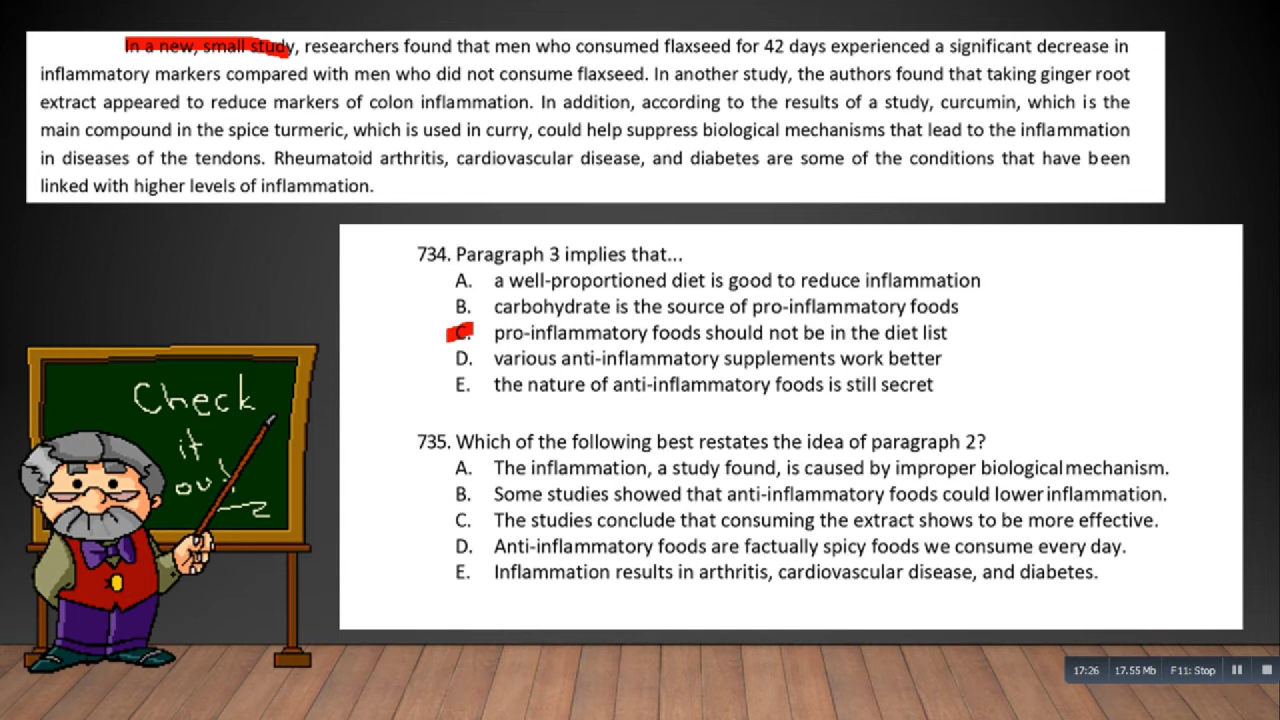 In a new, small study, researchers found that men who consumed flaxseed for 42 days experienced a significant decrease in
inflammatory markers compared with men who did not consume flaxseed. In another study, the authors found that taking ginger root
extract appeared to reduce markers of colon inflammation. In addition, according to the results of a study, curcumin, which is the
main compound in the spice turmeric, which is used in curry, could help suppress biological mechanisms that lead to the inflammation
in diseases of the tendons. Rheumatoid arthritis, cardiovascular disease, and diabetes are some of the conditions that have been
linked with higher levels of inflammation.
734. Paragraph 3 implies that...
A. a well-proportioned diet is good to reduce inflammation
B. carbohydrate is the source of pro-inflammatory foods
C. pro-inflammatory foods should not be in the diet list
D. various anti-inflammatory supplements work better
E. the nature of anti-inflammatory foods is still secret
735. Which of the following best restates the idea of paragraph 2?
A. The inflammation, a study found, is caused by improper biological mechanism.
B. Some studies showed that anti-inflammatory foods could lower inflammation.
C. The studies conclude that consuming the extract shows to be more effective.
D. Anti-inflammatory foods are factually spicy foods we consume every day.
E. Inflammation results in arthritis, cardiovascular disease, and diabetes.
Check
it
out!
17:26 17.55 Mb F11: Stop